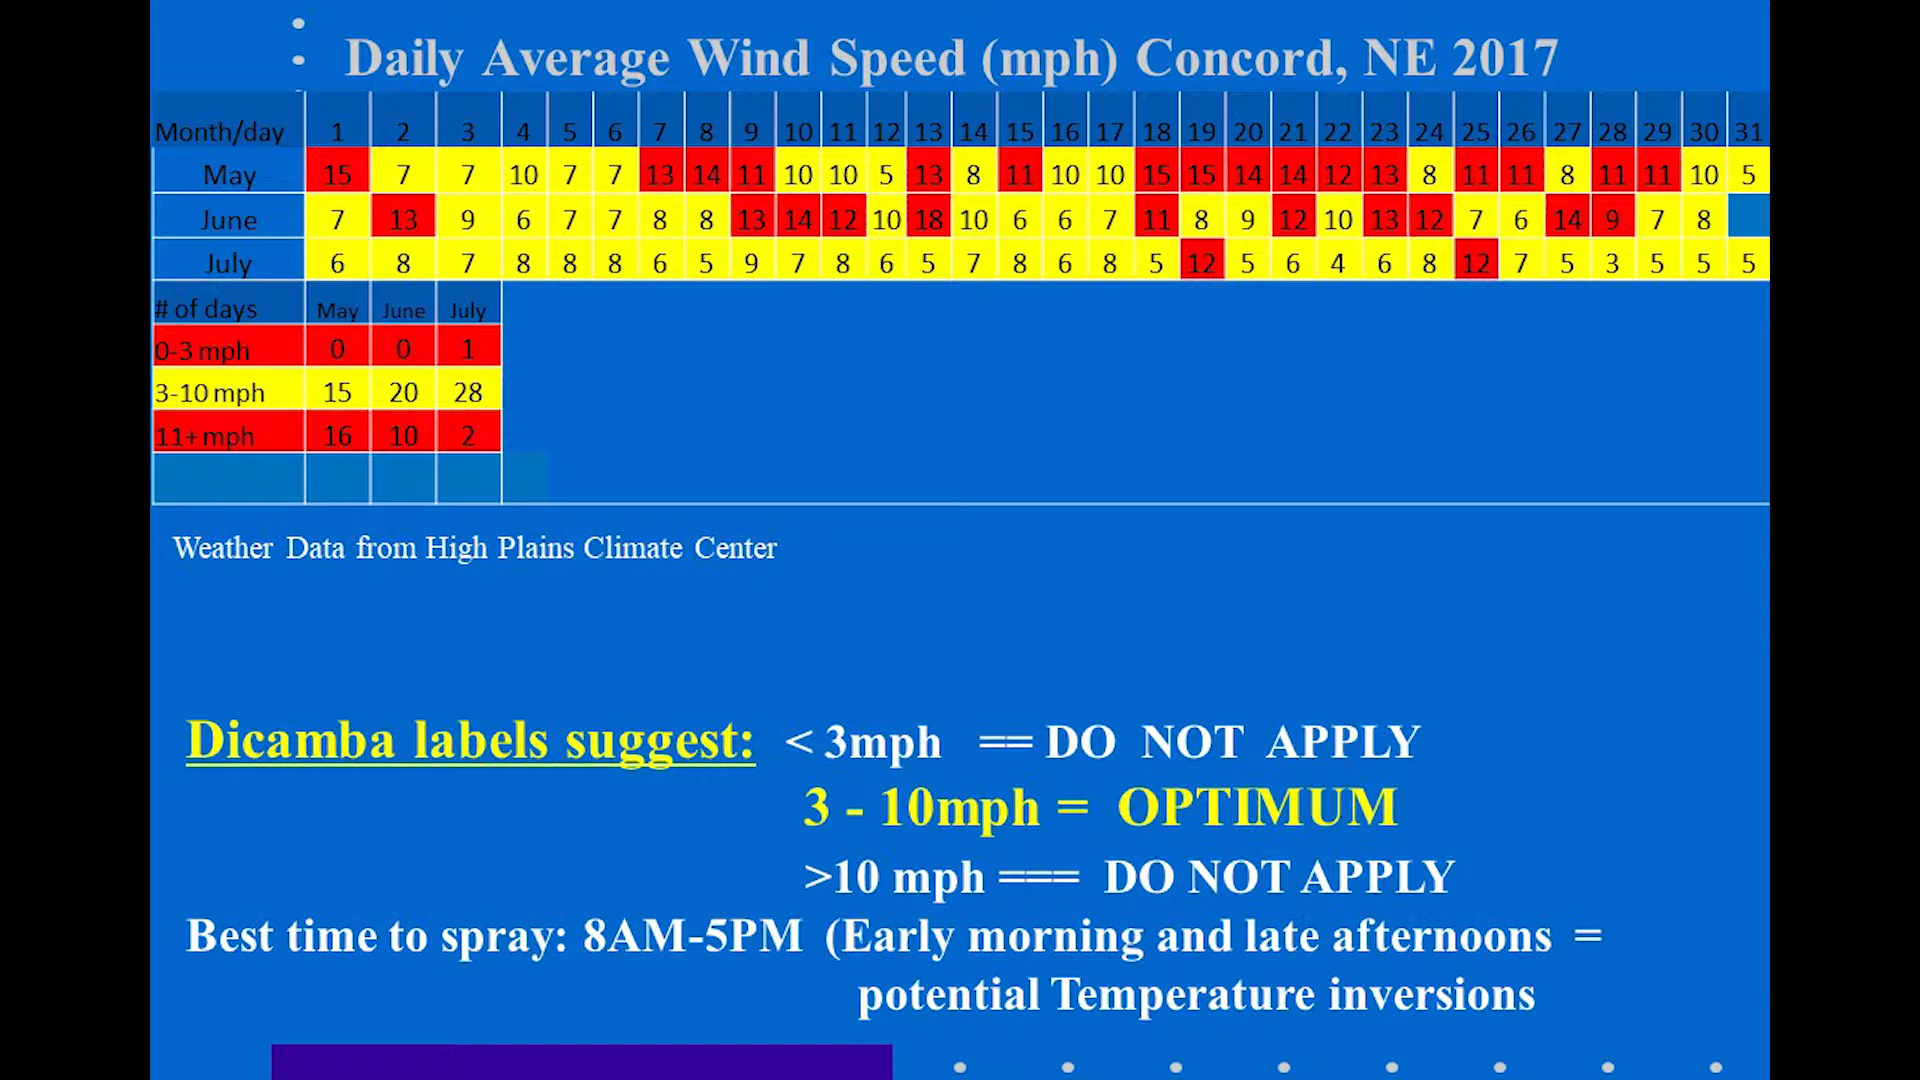 Daily Average Wind Speed (mph) Concord, NE 2017
Month/day 1 2 3 4 5 6 7 8 9 10 11 12 13 14 15 16 17 18 19 20 21 22 23 24 25 26 27 28 29 30 31
May 15 7 7 10 7 7 13 14 11 10 10 5 13 8 11 10 10 15 15 14 14 12 13 8 11 11 8 11 11 10 5
June 7 13 9 6 7 7 8 8 13 14 12 10 18 10 6 6 7 11 8 9 12 10 13 12 7 6 14 9 7 8
July 6 8 7 8 8 8 6 5 9 7 8 6 5 7 8 6 8 5 12 5 6 4 6 8 12 7 5 3 5 5 5
# of days May June July
0-3 mph 0 0 1
3-10 mph 15 20 28
11+ mph 16 10 2
Weather Data from High Plains Climate Center
Dicamba labels suggest: < 3mph == DO NOT APPLY
3 - 10mph = OPTIMUM
>10 mph === DO NOT APPLY
Best time to spray: 8AM-5PM (Early morning and late afternoons =
potential Temperature inversions